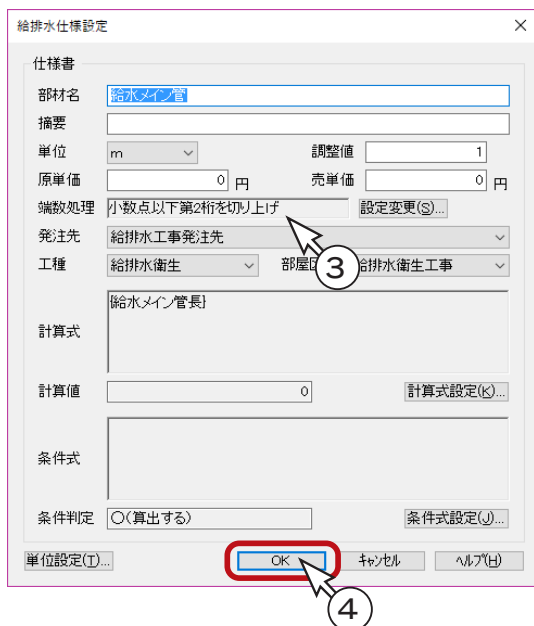 給排水仕様設定
仕様書
部材名 給水メイン管
摘要
単位 m 調整値 1
原単価 0 円 売単価 0 円
端数処理 小数点以下第2桁を切り上げ 設定変更(S)...
発注先 給排水工事発注先
③
工種 給排水衛生 部屋 給排水衛生工事
{給水メイン管長}
計算式
計算値 0 計算式設定(K)...
条件式
条件判定 〇(算出する) 条件式設定(J)...
単位設定(T)... OK キャンセル ヘルプ(H)
④